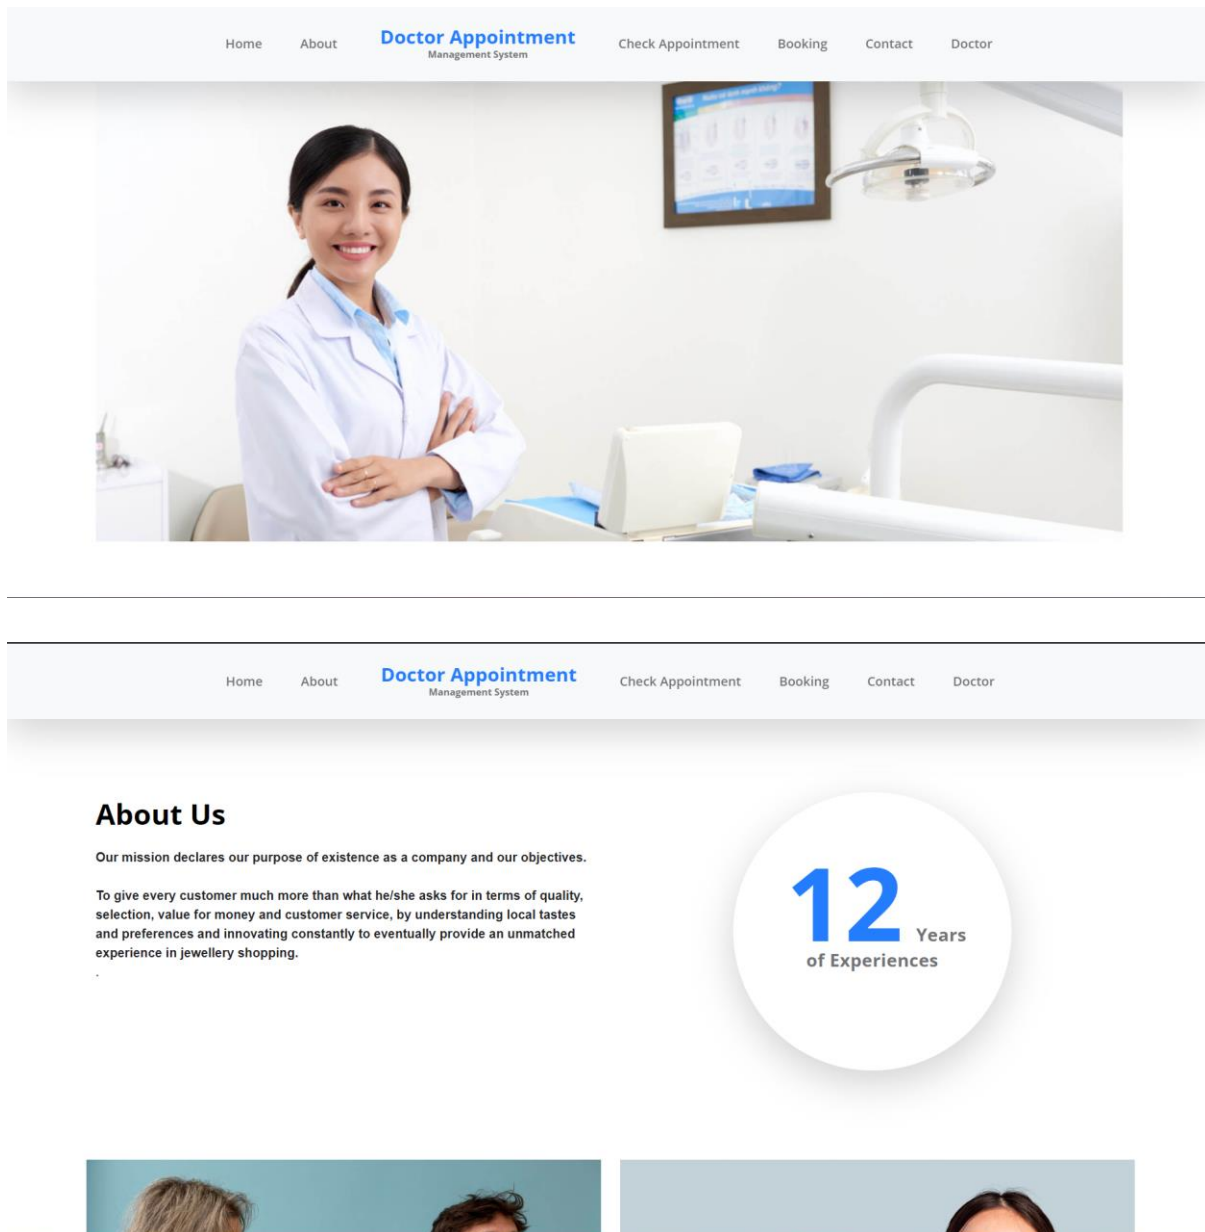 Home About Doctor Appointment Check Appointment Booking Contact Doctor
Management System
Home About Doctor Appointment Check Appointment Booking Contact Doctor
Management System
About Us
Our mission declares our purpose of existence as a company and our objectives.
To give every customer much more than what he/she asks for in terms of quality,
selection, value for money and customer service, by understanding local tastes
and preferences and innovating constantly to eventually provide an unmatched
experience in jewellery shopping.
.
12 Years
of Experiences